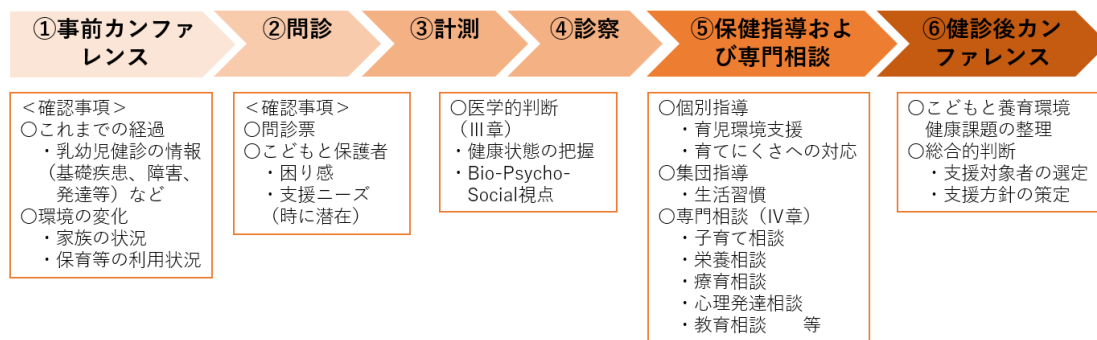 ①事前カンファ
レンス
②問診
③計測
④診察
⑤保健指導およ
び専門相談
⑥健診後カン
ファレンス
＜確認事項＞
○これまでの経過
・乳幼児健診の情報
（基礎疾患、障害、
発達等）など
○環境の変化
・家族の状況
・保育等の利用状況
＜確認事項＞
○問診票
○こどもと保護者
・困り感
・支援ニーズ
（時に潜在）
○医学的判断
（Ⅲ章）
・健康状態の把握
・Bio-Psycho-
Social視点
○個別指導
・育児環境支援
・育てにくさへの対応
○集団指導
・生活習慣
○専門相談（Ⅳ章）
・子育て相談
・栄養相談
・療育相談
・心理発達相談
・教育相談　　等
○こどもと養育環境
健康課題の整理
○総合的判断
・支援対象者の選定
・支援方針の策定